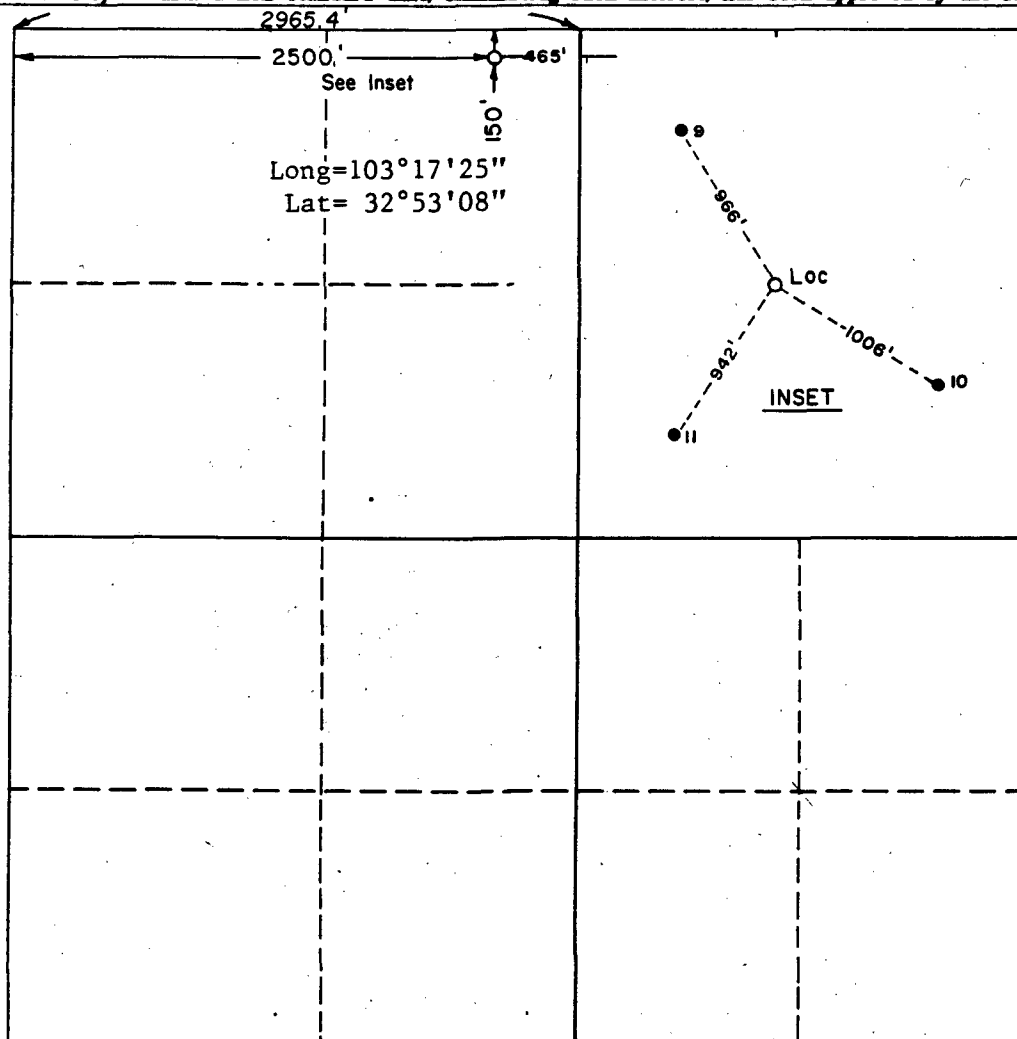 2965.4'
2500.'
465'
See Inset
150'
Long=103°17'25"
Lat= 32°53'08"
9
966'
Loc
1006'
942'
10
INSET
11